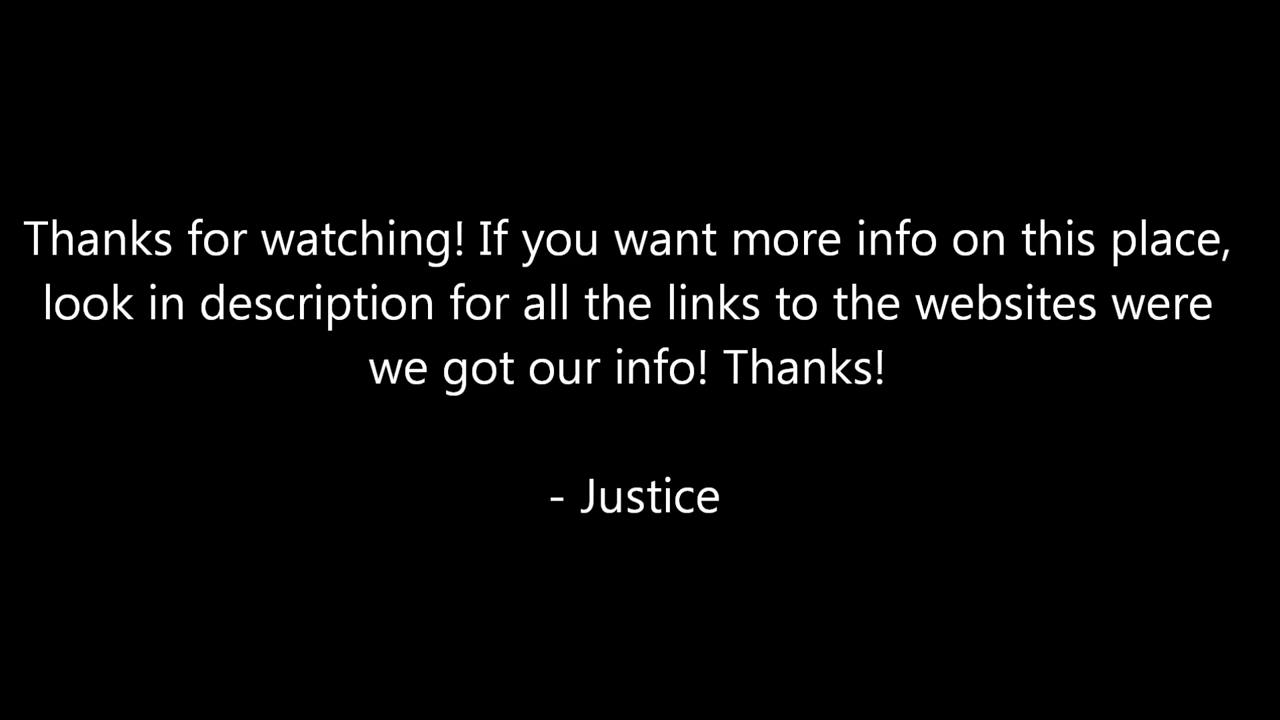 Thanks for watching! If you want more info on this place,
look in description for all the links to the websites were
we got our info! Thanks!
- Justice